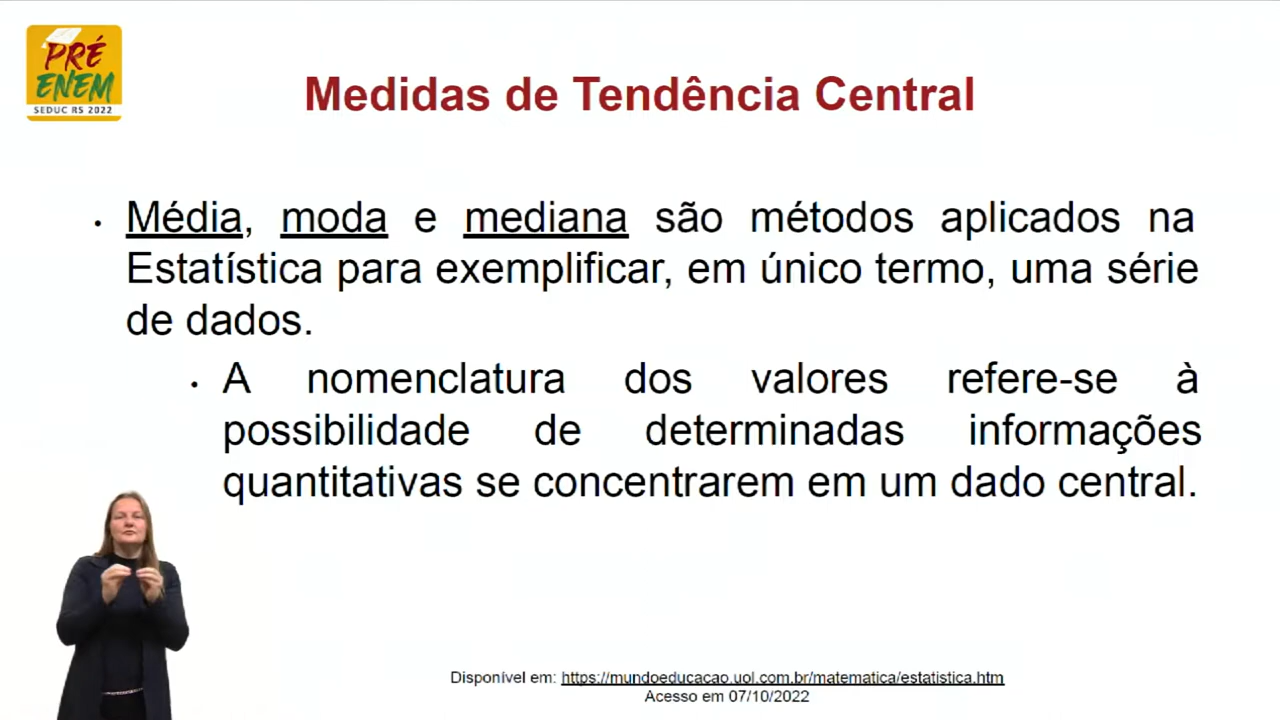 PRÉ
ENEM
SEDUC RS 2022
Medidas de Tendência Central
• Média, moda e mediana são métodos aplicados na
Estatística para exemplificar, em único termo, uma série
de dados.
• A nomenclatura dos valores refere-se à
possibilidade de determinadas informações
quantitativas se concentrarem em um dado central.
Disponível em: https://mundoeducacao.uol.com.br/matematica/estatistica.htm
Acesso em 07/10/2022